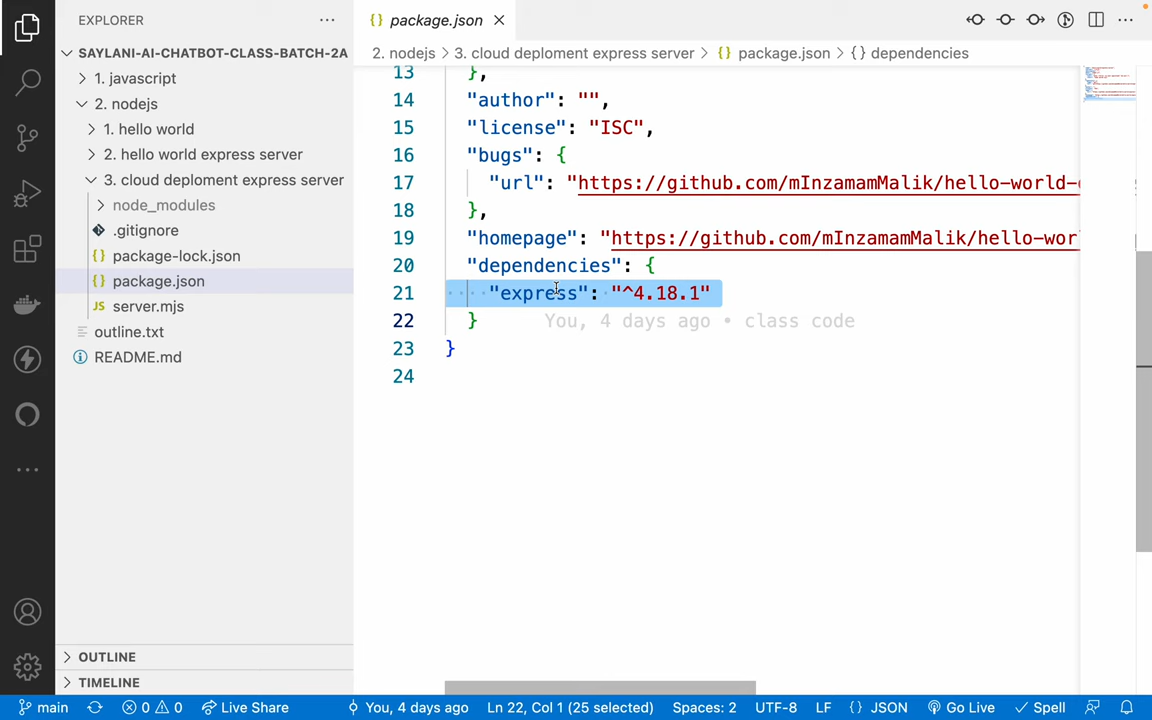 EXPLORER
SAYLANI-AI-CHATBOT-CLASS-BATCH-2A
1. javascript
2. nodejs
1. hello world
2. hello world express server
3. cloud deploment express server
node_modules
.gitignore
package-lock.json
package.json
JS server.mjs
outline.txt
README.md
OUTLINE
TIMELINE
{} package.json
2. nodejs > 3. cloud deploment express server > {} package.json > {} dependencies
13 },
14 "author": "",
15 "license": "ISC",
16 "bugs": {
17 "url": "https://github.com/mInzamamMalik/hello-world-
18 },
19 "homepage": "https://github.com/mInzamamMalik/hello-wor
20 "dependencies": {
21 "express": "^4.18.1"
22 } You, 4 days ago • class code
23 }
24
main 0 0 Live Share You, 4 days ago Ln 22, Col 1 (25 selected) Spaces: 2 UTF-8 LF {} JSON Go Live Spell